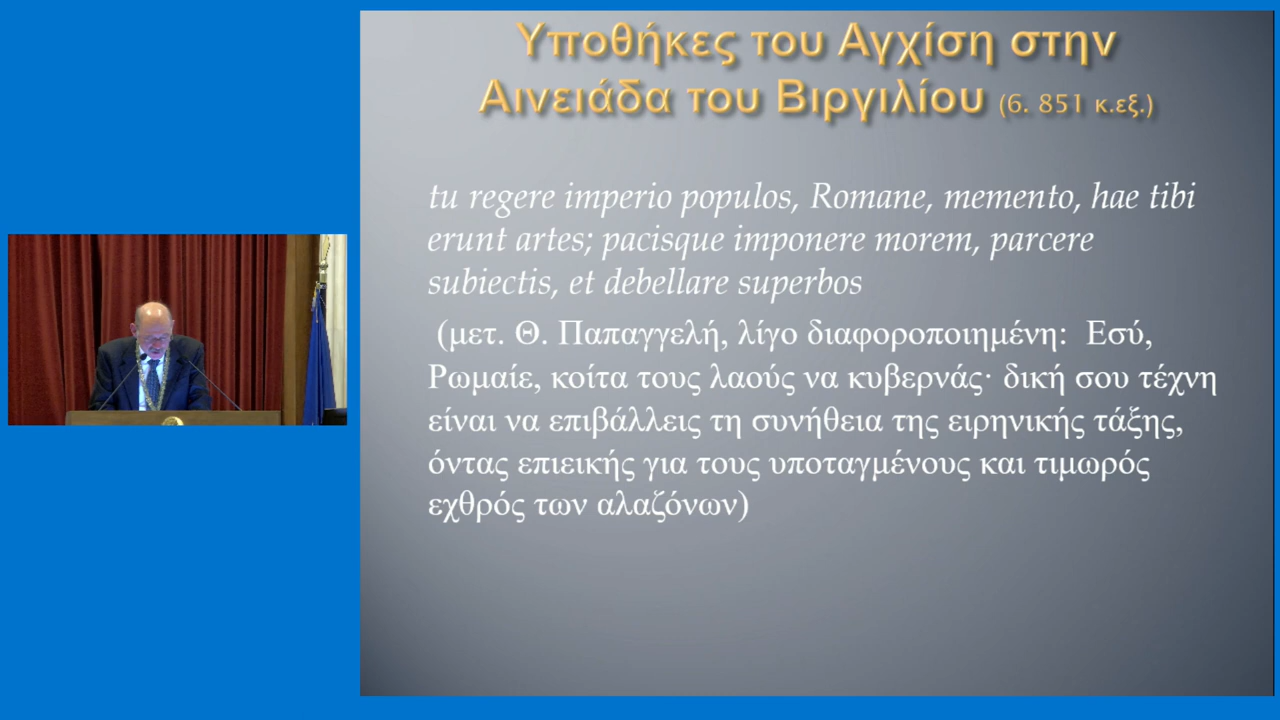 Υποθήκες του Αγχίση στην
Αινειάδα του Βιργιλίου (6. 851 κ.εξ.)
tu regere imperio populos, Romane, memento, hae tibi
erunt artes; pacisque imponere morem, parcere
subiectis, et debellare superbos
(μετ. Θ. Παπαγγελή, λίγο διαφοροποιημένη: Εσύ,
Ρωμαίε, κοίτα τους λαούς να κυβερνάς· δική σου τέχνη
είναι να επιβάλλεις τη συνήθεια της ειρηνικής τάξης,
όντας επιεικής για τους υποταγμένους και τιμωρός
εχθρός των αλαζόνων)